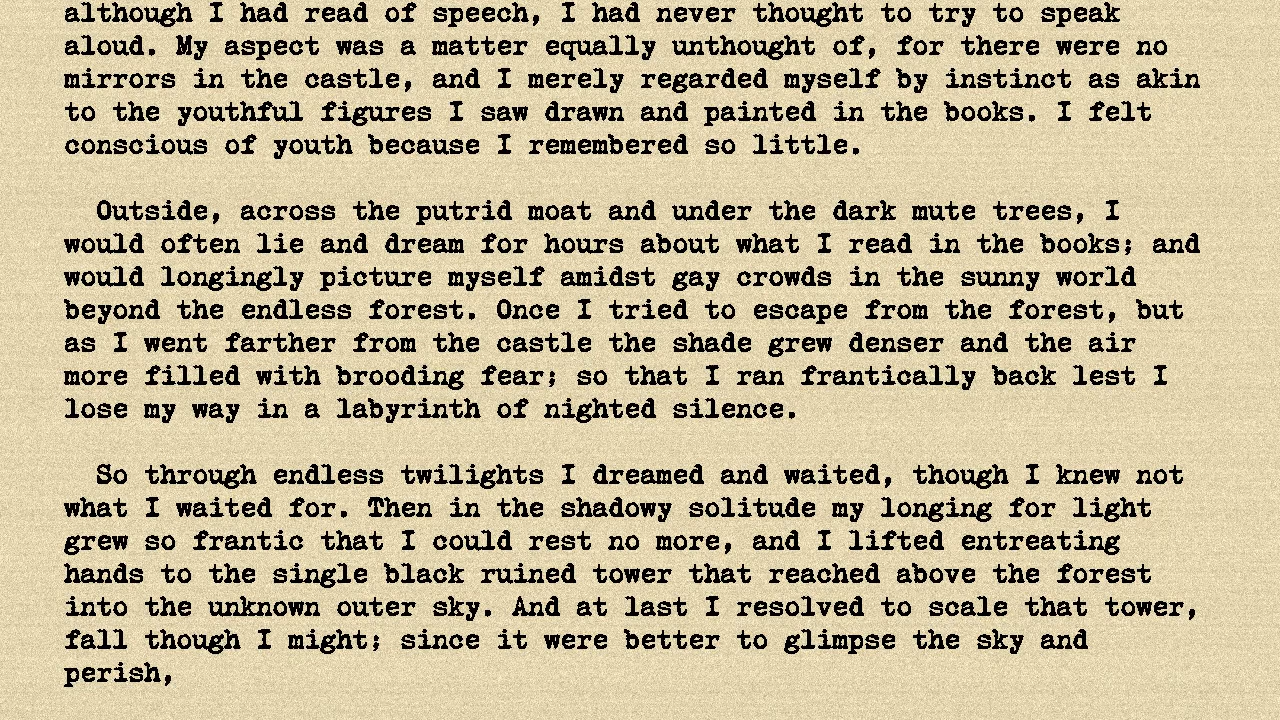 although I had read of speech, I had never thought to try to speak
aloud. My aspect was a matter equally unthought of, for there were no
mirrors in the castle, and I merely regarded myself by instinct as akin
to the youthful figures I saw drawn and painted in the books. I felt
conscious of youth because I remembered so little.
Outside, across the putrid moat and under the dark mute trees, I
would often lie and dream for hours about what I read in the books; and
would longingly picture myself amidst gay crowds in the sunny world
beyond the endless forest. Once I tried to escape from the forest, but
as I went farther from the castle the shade grew denser and the air
more filled with brooding fear; so that I ran frantically back lest I
lose my way in a labyrinth of nighted silence.
So through endless twilights I dreamed and waited, though I knew not
what I waited for. Then in the shadowy solitude my longing for light
grew so frantic that I could rest no more, and I lifted entreating
hands to the single black ruined tower that reached above the forest
into the unknown outer sky. And at last I resolved to scale that tower,
fall though I might; since it were better to glimpse the sky and
perish,